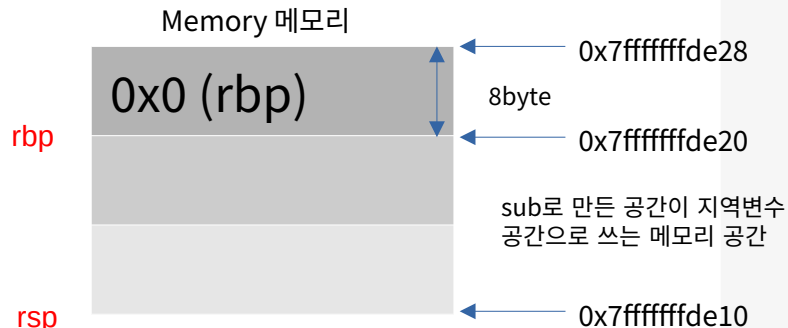 Memory 메모리
0x7fffffffde28
0x0 (rbp)
8byte
rbp
0x7fffffffde20
sub로 만든 공간이 지역변수
공간으로 쓰는 메모리 공간
rsp
0x7fffffffde10